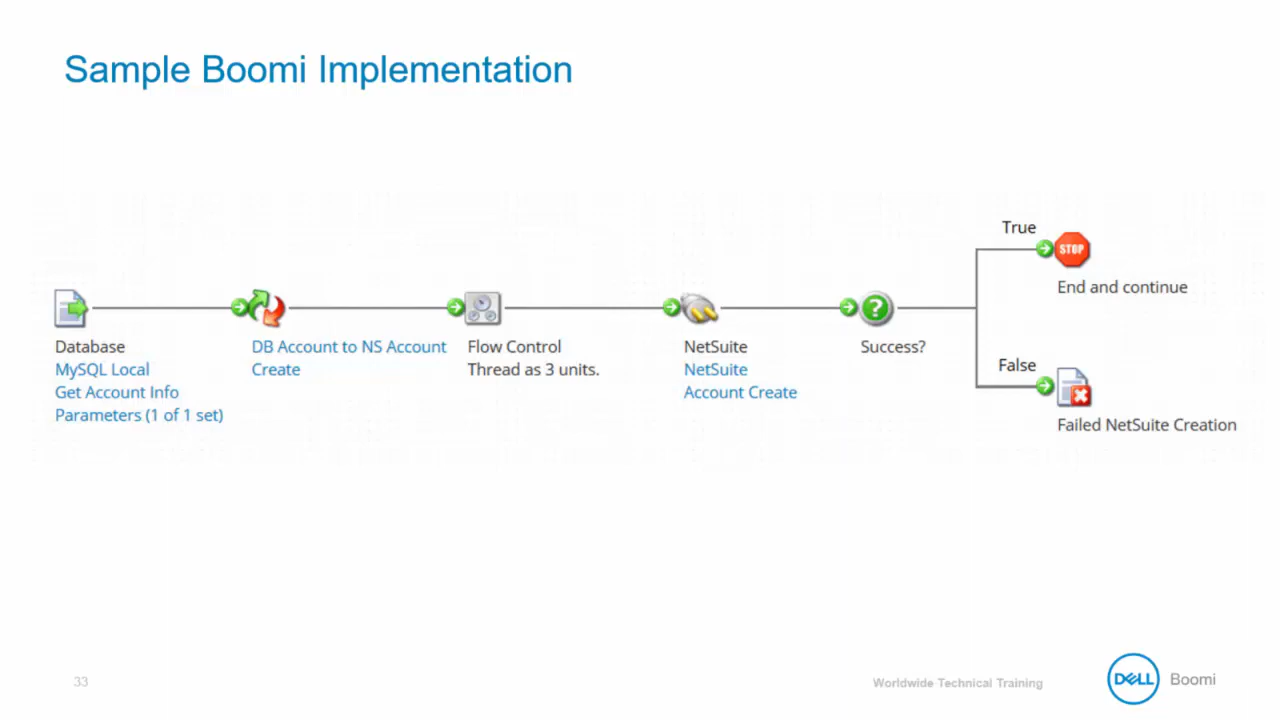 Sample Boomi Implementation
Database
MySQL Local
Get Account Info
Parameters (1 of 1 set)
DB Account to NS Account
Create
Flow Control
Thread as 3 units.
NetSuite
NetSuite
Account Create
Success?
True
STOP
End and continue
False
Failed NetSuite Creation
33
Worldwide Technical Training
DELL
Boomi